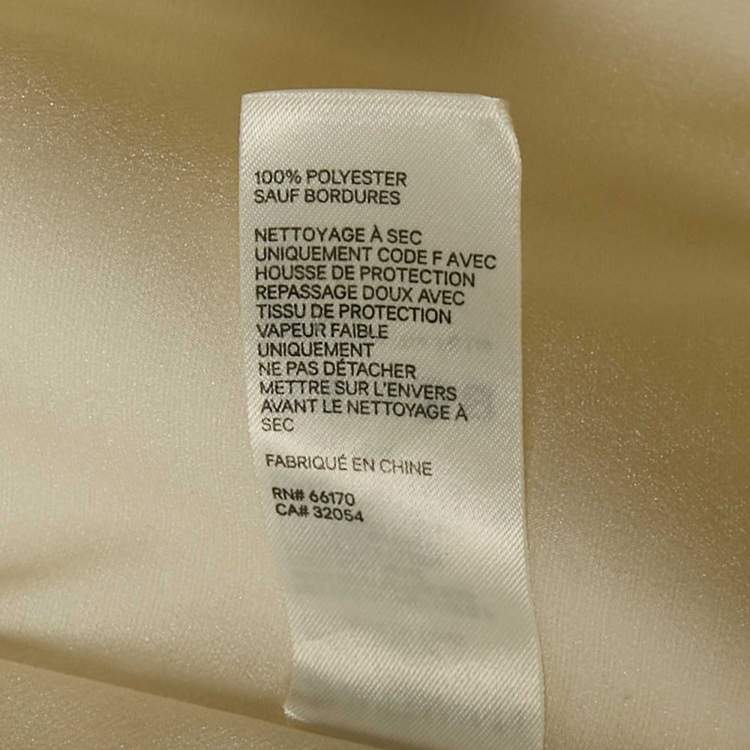 100% POLYESTER
SAUF BORDURES
NETTOYAGE À SEC
UNIQUEMENT CODE F AVEC
HOUSSE DE PROTECTION
REPASSAGE DOUX AVEC
TISSU DE PROTECTION
VAPEUR FAIBLE
UNIQUEMENT
NE PAS DÉTACHER
METTRE SUR L'ENVERS
AVANT LE NETTOYAGE À
SEC
FABRIQUÉ EN CHINE
RN# 66170
CA# 32054